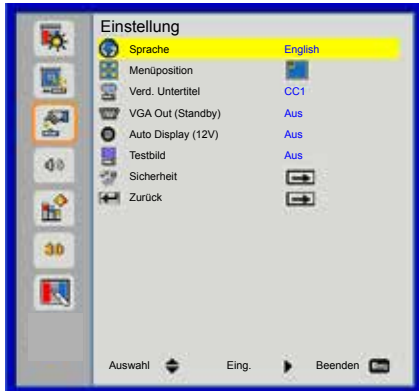 Einstellung
Sprache English
Menüposition
Verd. Untertitel CC1
VGA Out (Standby) Aus
Auto Display (12V) Aus
Testbild Aus
Sicherheit
Zurück
3D
Auswahl Eing. Beenden